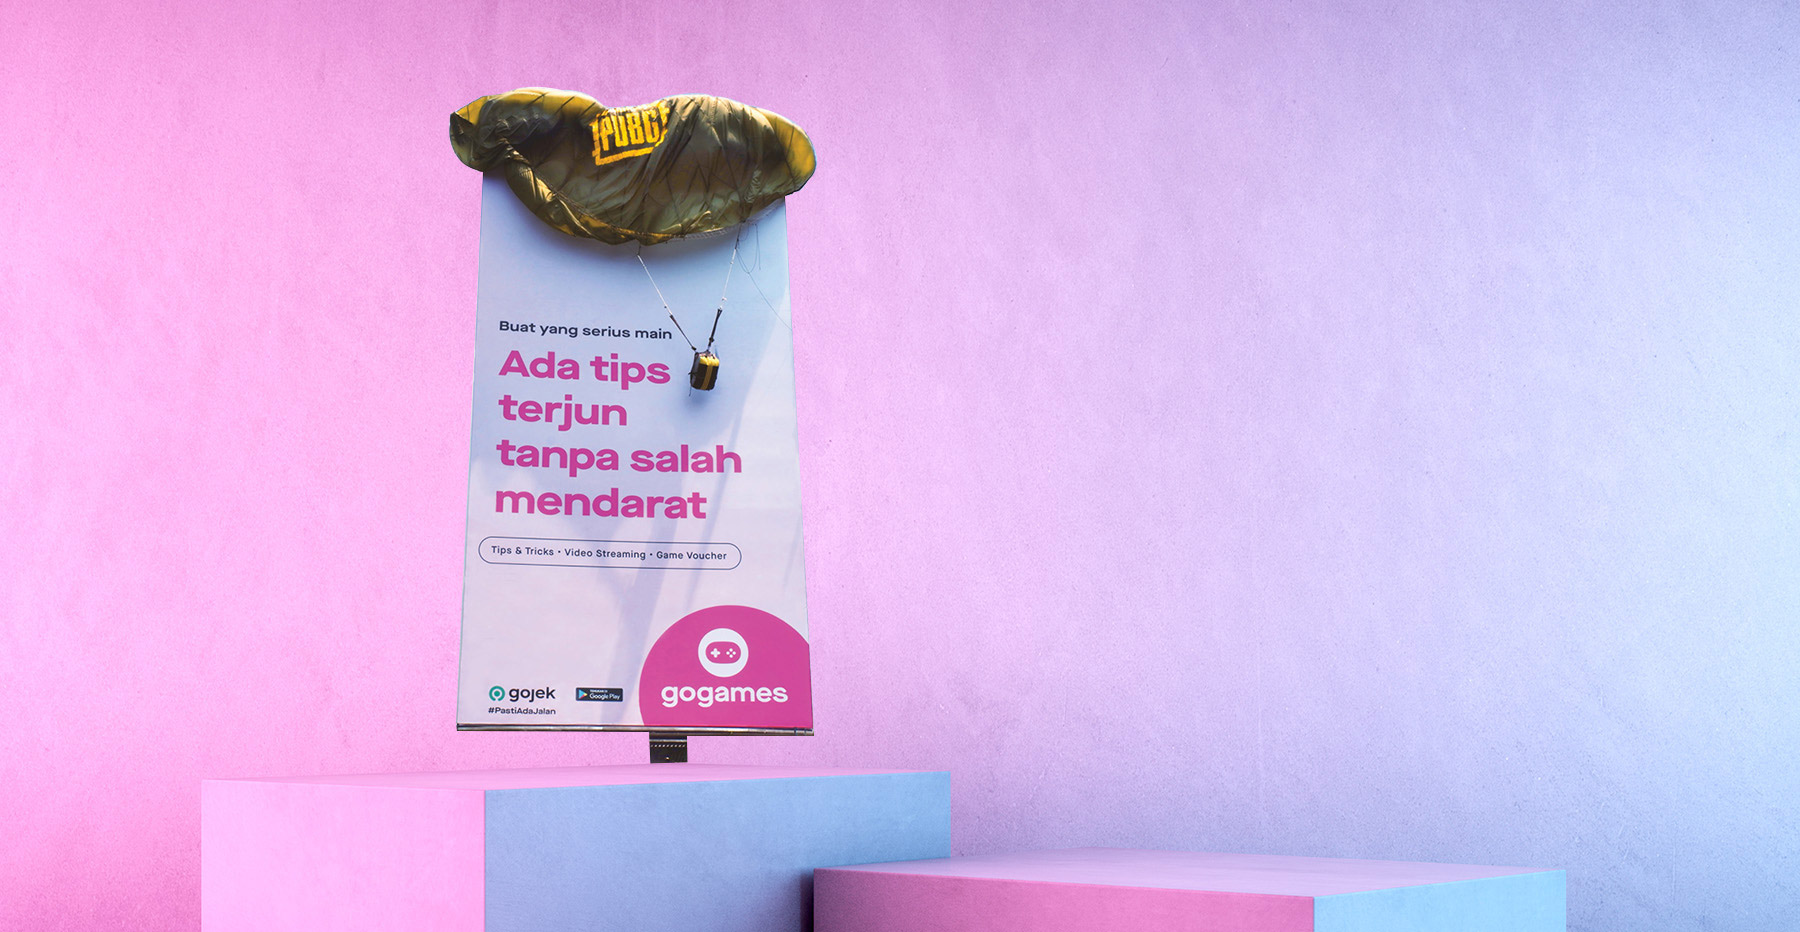 PUBG
Buat yang serius main
Ada tips
terjun
tanpa salah
mendarat
Tips & Tricks • Video Streaming • Game Voucher
gojek
#PastiAdaJalan
Google Play
gogames